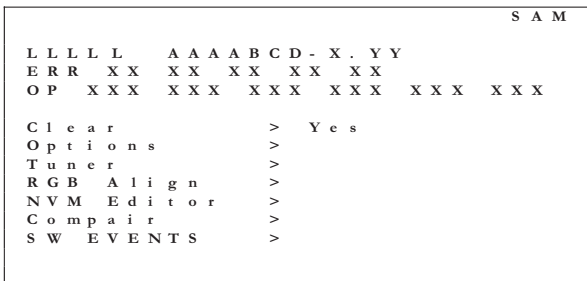 SAM
LLLLL AAAABCD-X.YY
ERR XX XX XX XX XX
OP XXX XXX XXX XXX XXX XXX
Clear > Yes
Options >
Tuner >
RGB Align >
NVM Editor >
Compair >
SW EVENTS >